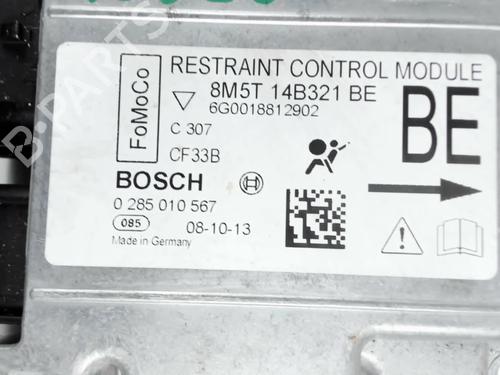 FoMoCo
RESTRAINT CONTROL MODULE
8M5T 14B321 BE
6G0018812902
C 307
CF33B
BE
BOSCH
0 285 010 567
085
08-10-13
Made in Germany